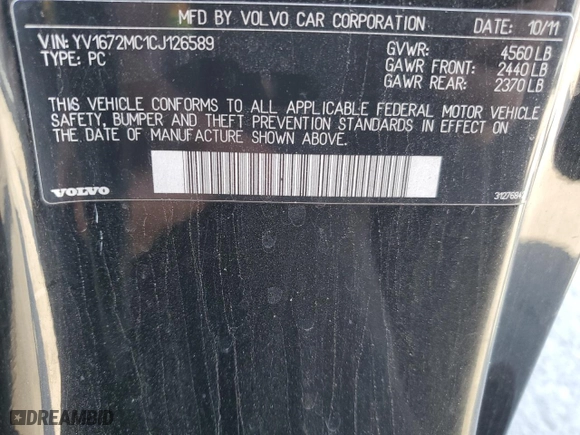 MFD BY VOLVO CAR CORPORATION DATE: 10/11
VIN: YV1672MC1CJ126589 GVWR: 4560 LB
TYPE: PC GAWR FRONT: 2440 LB
GAWR REAR: 2370 LB
THIS VEHICLE CONFORMS TO ALL APPLICABLE FEDERAL MOTOR VEHICLE
SAFETY, BUMPER AND THEFT PREVENTION STANDARDS IN EFFECT ON
THE DATE OF MANUFACTURE SHOWN ABOVE.
VOLVO
DREAMBID